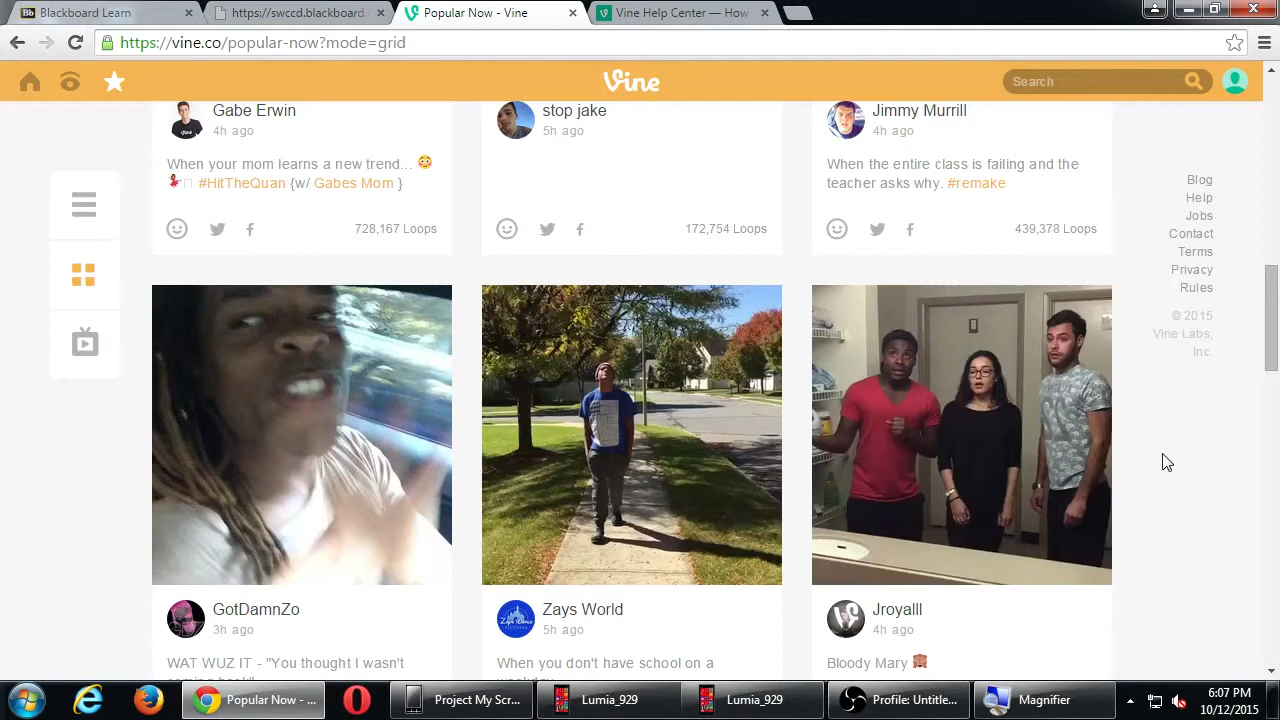 Blackboard Learn
https://swccd.blackboard.
Popular Now - Vine
Vine Help Center — How
https://vine.co/popular-now?mode=grid
Vine
Search
Gabe Erwin
4h ago
When your mom learns a new trend... 😳
#HitTheQuan {w/ Gabes Mom }
728,167 Loops
stop jake
5h ago
172,754 Loops
Jimmy Murrill
4h ago
When the entire class is failing and the
teacher asks why. #remake
439,378 Loops
Blog
Help
Jobs
Contact
Terms
Privacy
Rules
© 2015
Vine Labs,
Inc.
GotDamnZo
3h ago
WAT WUZ IT - "You thought I wasn't
coming back"
Zays World
5h ago
When you don't have school on a
weekday
Jroyalll
4h ago
Bloody Mary 🙈
Popular Now - ...
Project My Scr...
Lumia_929
Lumia_929
Profile: Untitle...
Magnifier
6:07 PM
10/12/2015